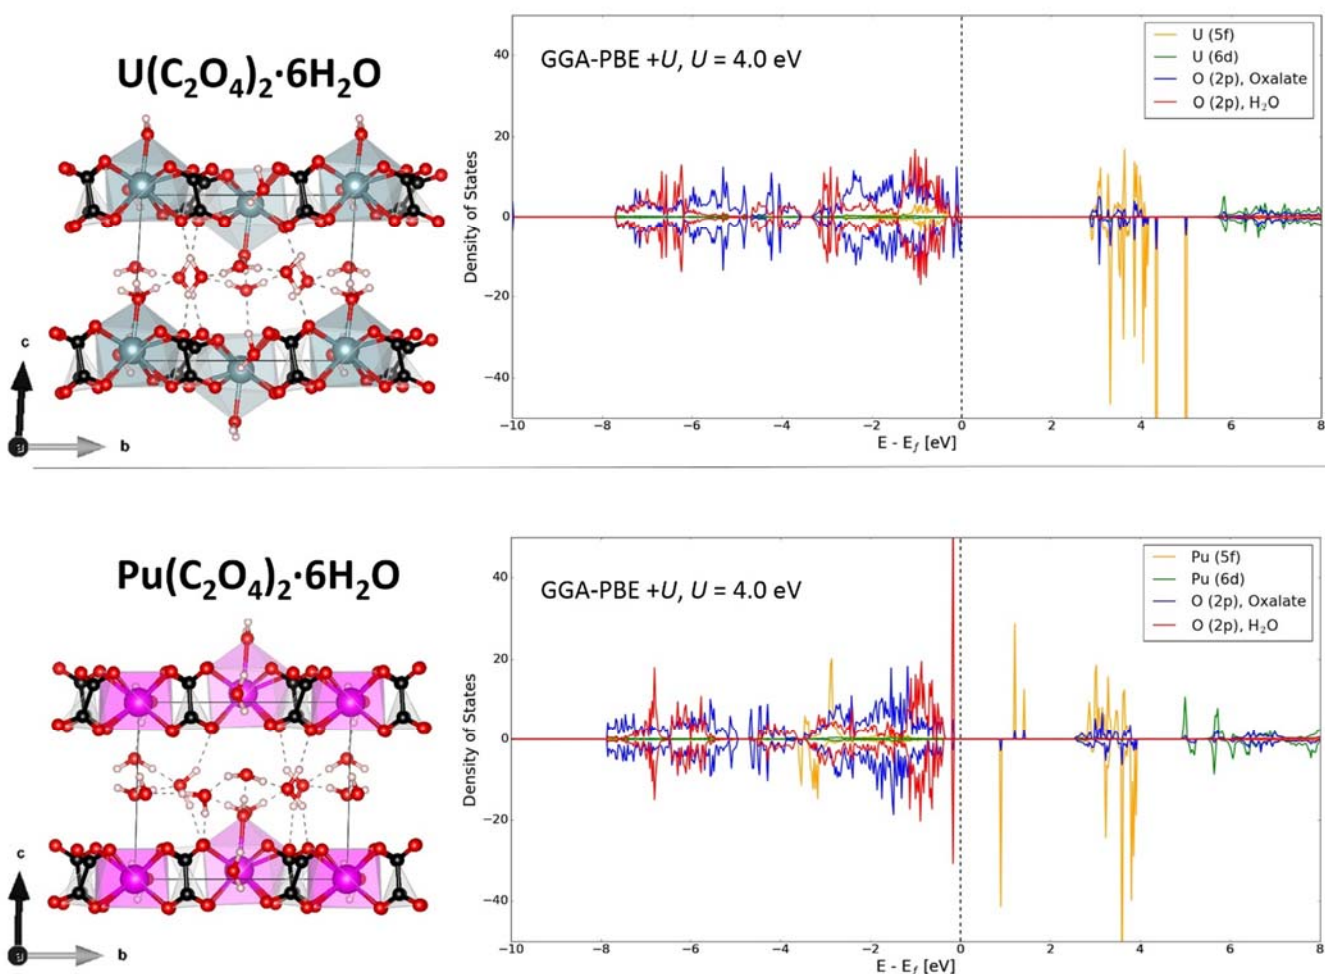 U(C₂O₄)₂·6H₂O
c
b
a
GGA-PBE +U, U = 4.0 eV
U (5f)
U (6d)
O (2p), Oxalate
O (2p), H₂O
Density of States
40
20
0
−20
−40
−10 −8 −6 −4 −2 0 2 4 6 8
E - E_f [eV]
Pu(C₂O₄)₂·6H₂O
c
b
a
GGA-PBE +U, U = 4.0 eV
Pu (5f)
Pu (6d)
O (2p), Oxalate
O (2p), H₂O
Density of States
40
20
0
−20
−40
−10 −8 −6 −4 −2 0 2 4 6 8
E - E_f [eV]